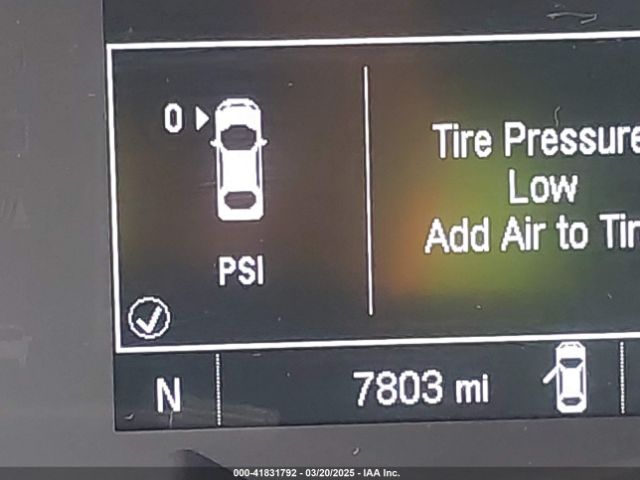 0
Tire Pressure
Low
Add Air to Tir
PSI
N
7803 mi
000-41831792 - 03/20/2025 - IAA Inc.